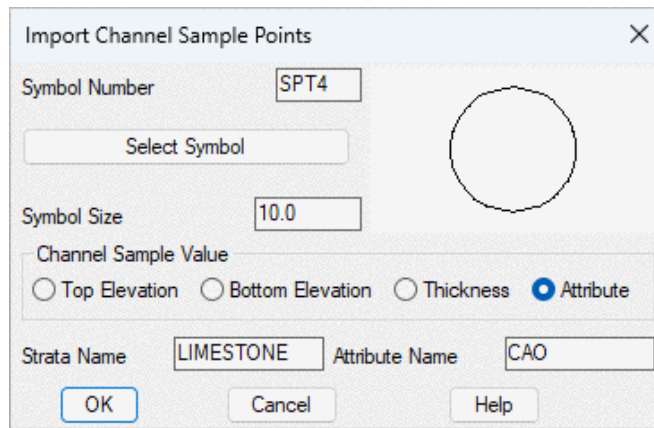 Import Channel Sample Points
Symbol Number SPT4
Select Symbol
Symbol Size 10.0
Channel Sample Value
Top Elevation Bottom Elevation Thickness Attribute
Strata Name LIMESTONE Attribute Name CAO
OK Cancel Help